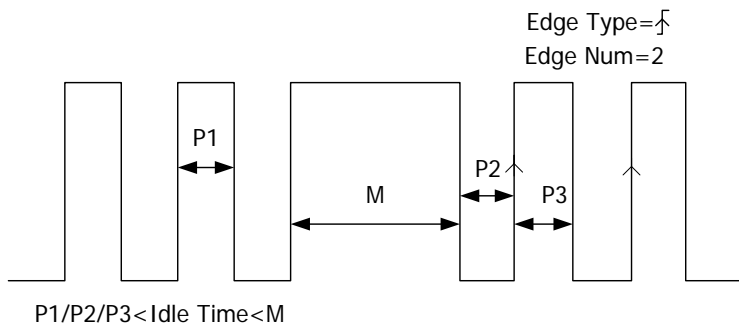 Edge Type=
Edge Num=2
P1
P2
P3
M
P1/P2/P3<Idle Time<M